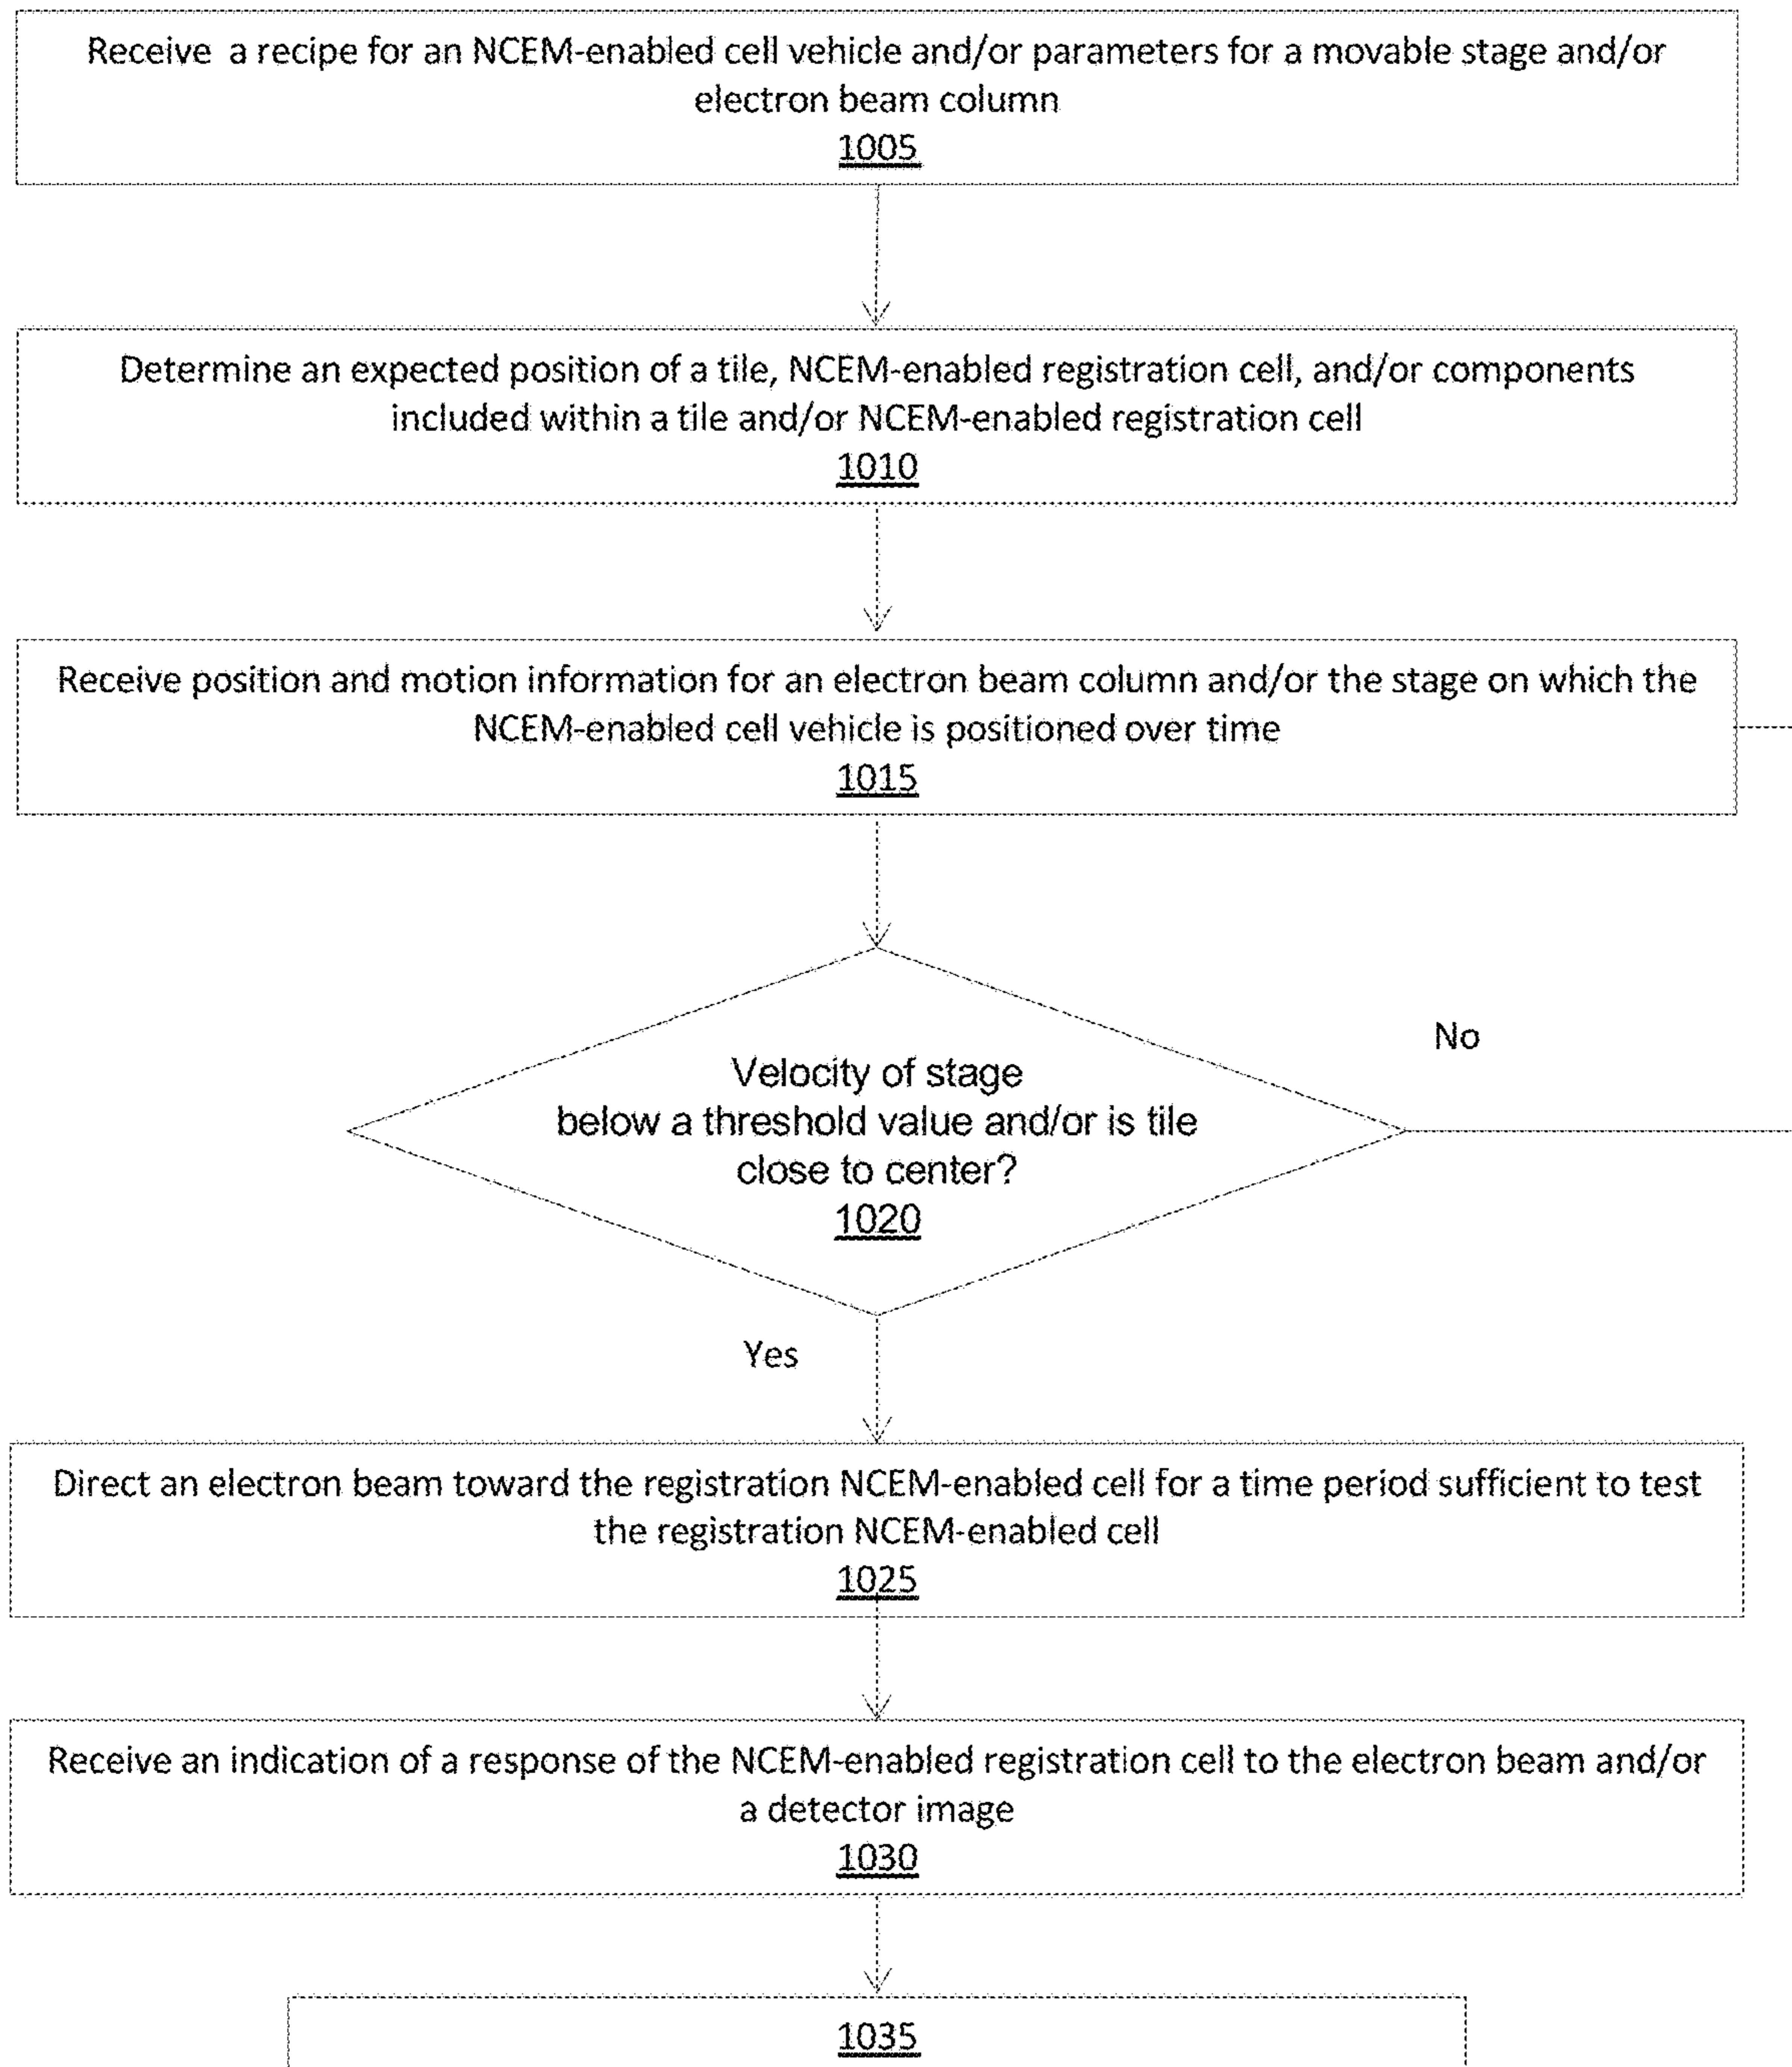 Receive a recipe for an NCEM-enabled cell vehicle and/or parameters for a movable stage and/or
electron beam column
1005
Determine an expected position of a tile, NCEM-enabled registration cell, and/or components
included within a tile and/or NCEM-enabled registration cell
1010
Receive position and motion information for an electron beam column and/or the stage on which the
NCEM-enabled cell vehicle is positioned over time
1015
No
Velocity of stage
below a threshold value and/or is tile
close to center?
1020
Yes
Direct an electron beam toward the registration NCEM-enabled cell for a time period sufficient to test
the registration NCEM-enabled cell
1025
Receive an indication of a response of the NCEM-enabled registration cell to the electron beam and/or
a detector image
1030
1035